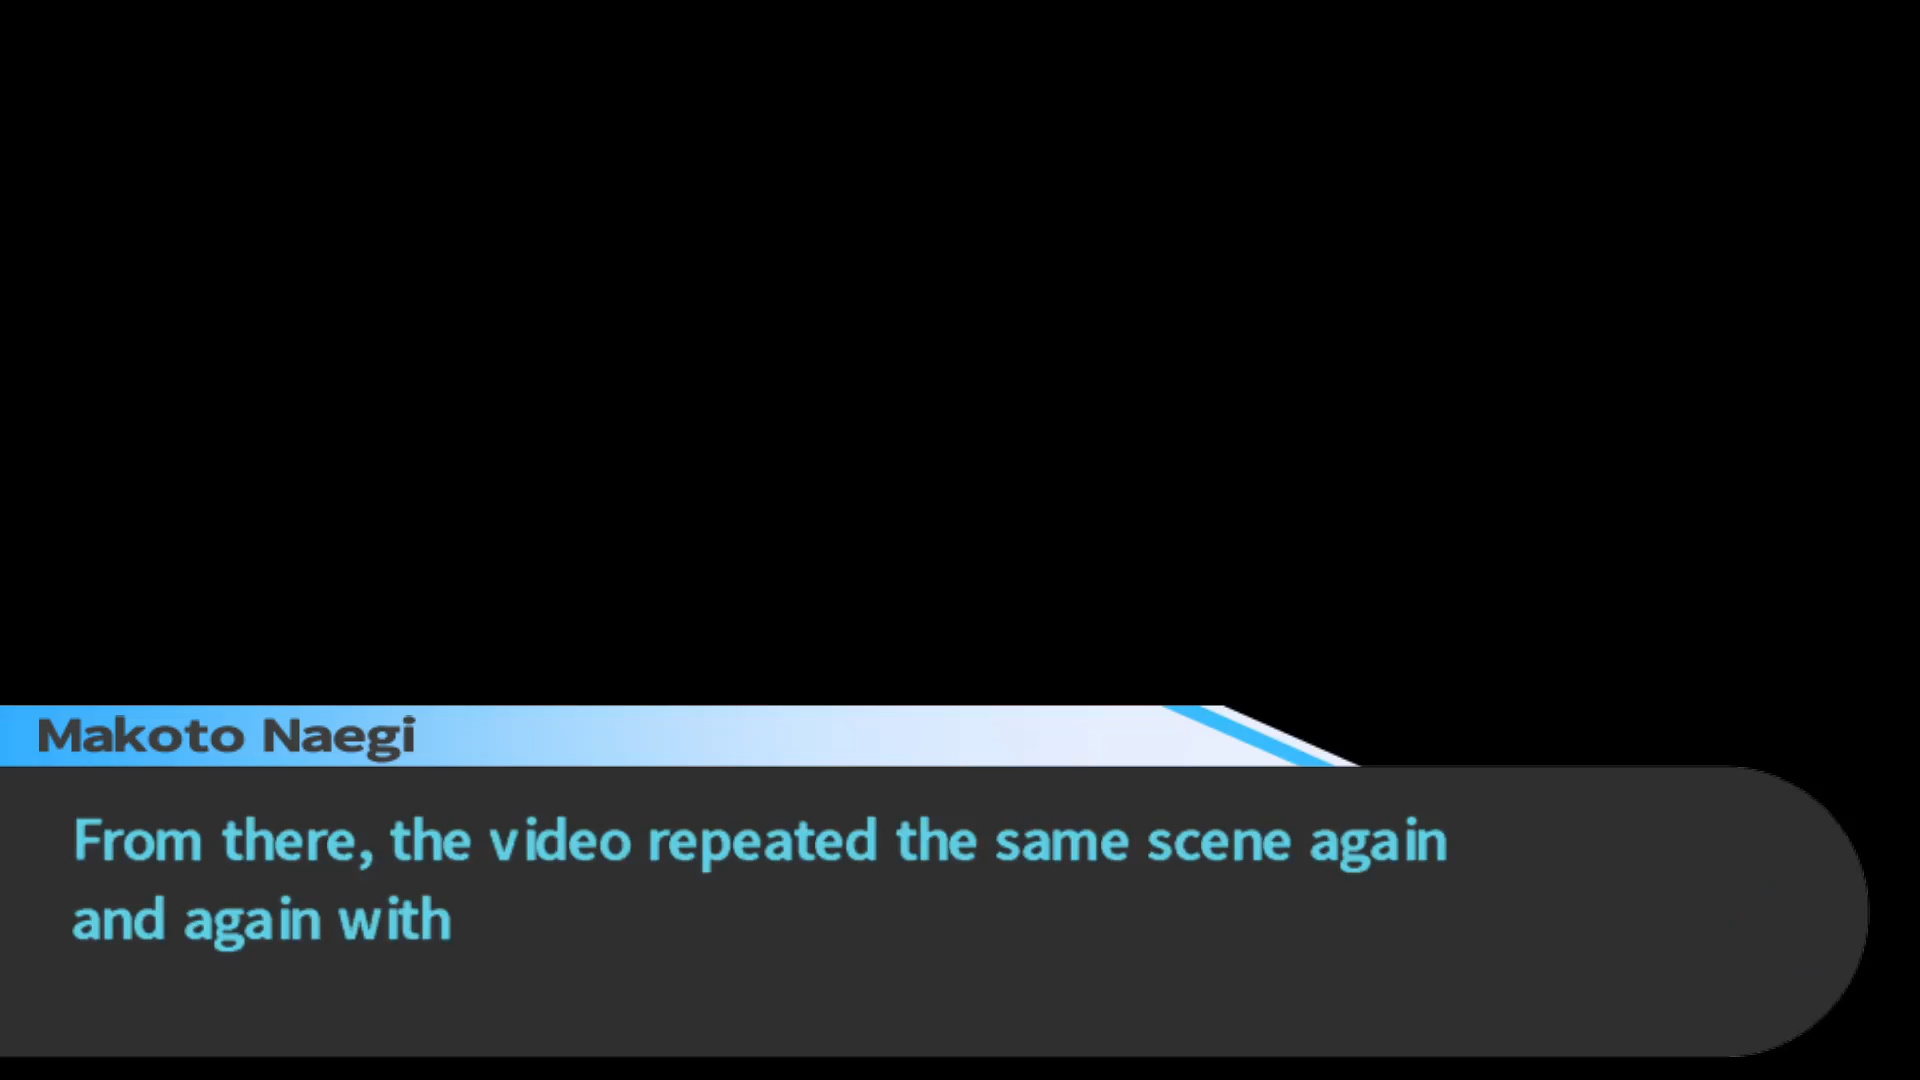 Makoto Naegi
From there, the video repeated the same scene again
and again with